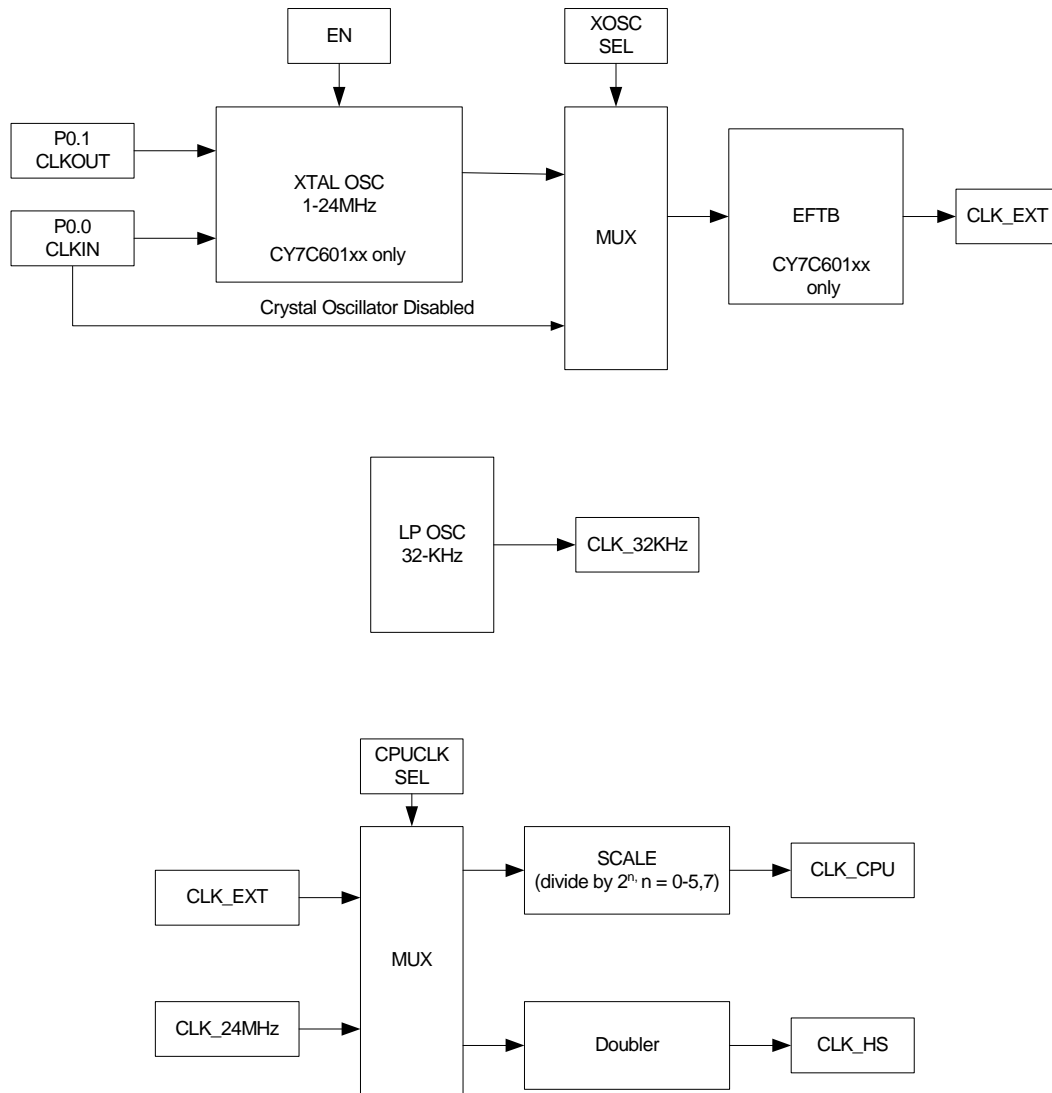 EN
XOSC
SEL
P0.1
CLKOUT
P0.0
CLKIN
XTAL OSC
1-24MHz
CY7C601xx only
MUX
EFTB
CY7C601xx
only
CLK_EXT
Crystal Oscillator Disabled
LP OSC
32-KHz
CLK_32KHz
CPUCLK
SEL
CLK_EXT
MUX
SCALE
(divide by 2ⁿ, n = 0-5,7)
CLK_CPU
CLK_24MHz
Doubler
CLK_HS